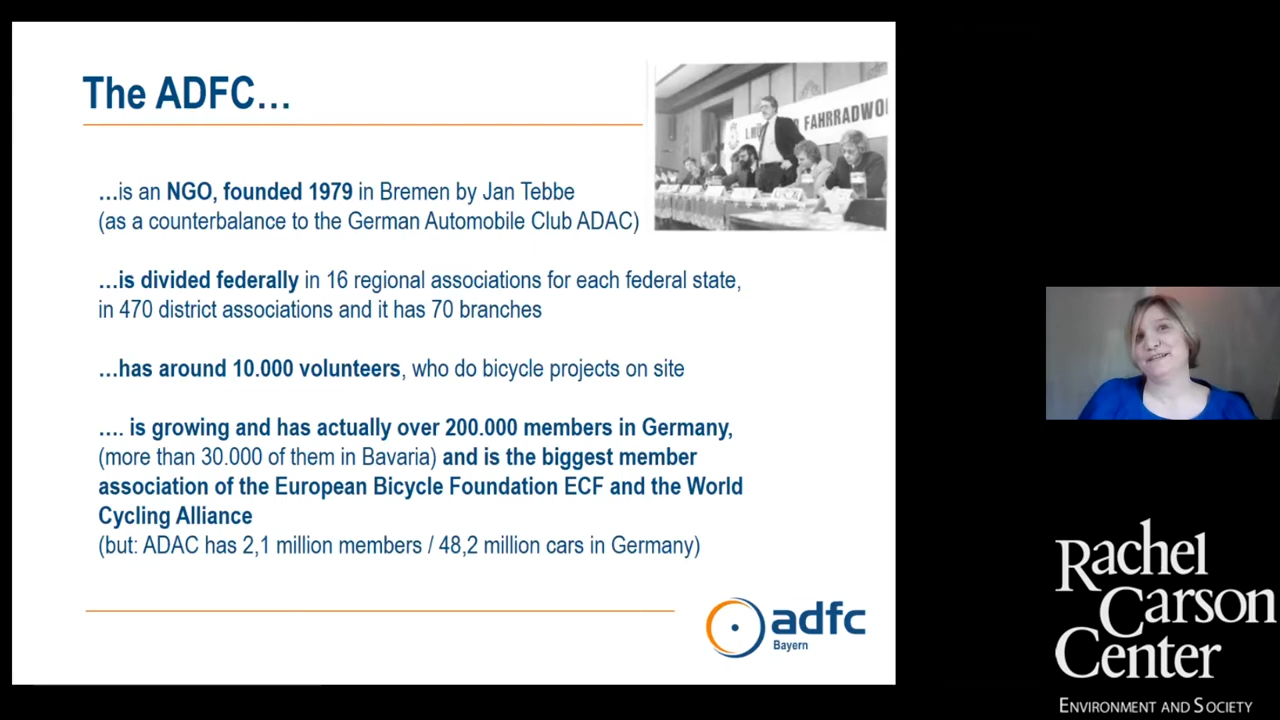 The ADFC…
L. R FAHRRADWO
…is an NGO, founded 1979 in Bremen by Jan Tebbe
(as a counterbalance to the German Automobile Club ADAC)
…is divided federally in 16 regional associations for each federal state,
in 470 district associations and it has 70 branches
…has around 10.000 volunteers, who do bicycle projects on site
…. is growing and has actually over 200.000 members in Germany,
(more than 30.000 of them in Bavaria) and is the biggest member
association of the European Bicycle Foundation ECF and the World
Cycling Alliance
(but: ADAC has 2,1 million members / 48,2 million cars in Germany)
adfc
Bayern
Rachel
Carson
Center
ENVIRONMENT AND SOCIETY